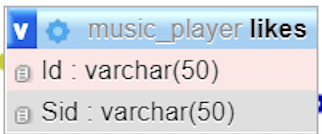 v music_player likes
Id : varchar(50)
Sid : varchar(50)